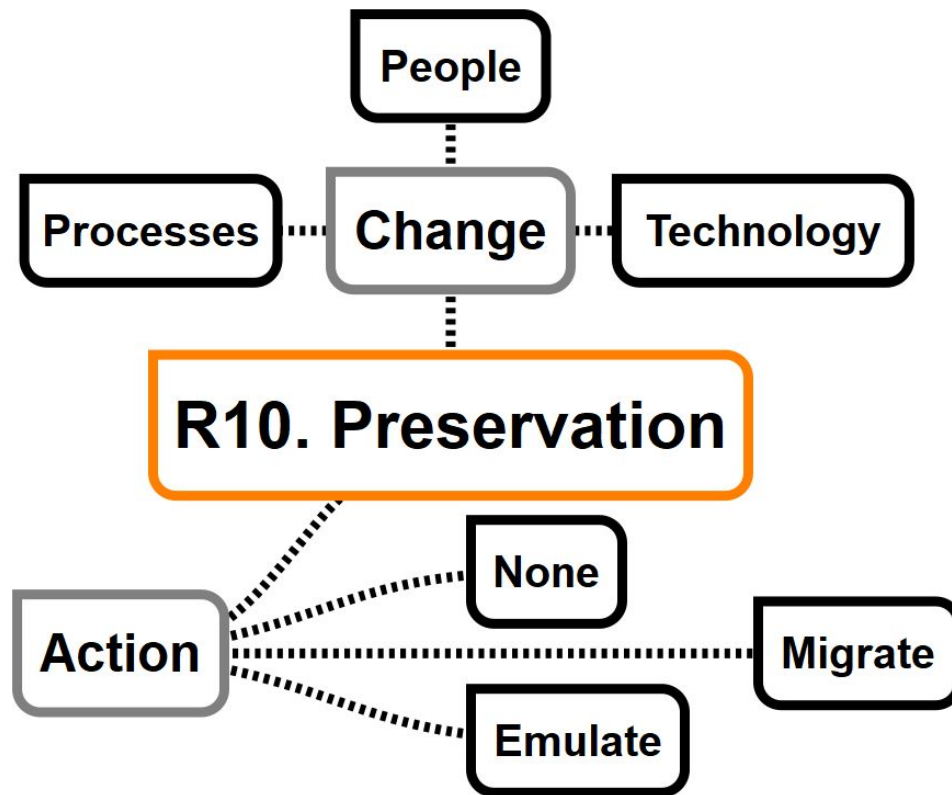 People
Processes
Change
Technology
R10. Preservation
None
Action
Migrate
Emulate